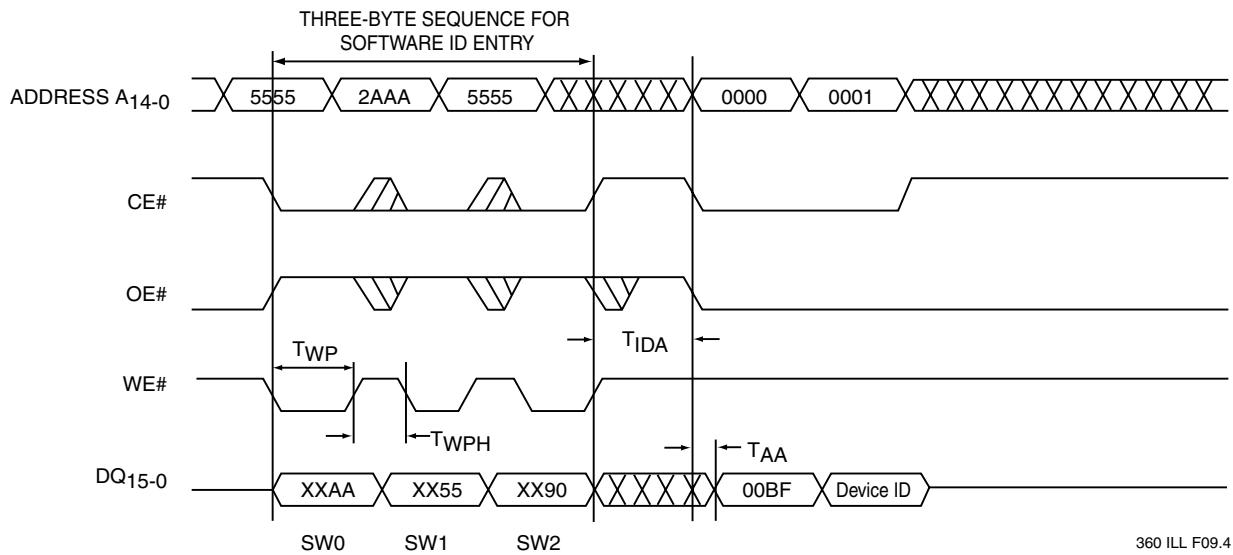 THREE-BYTE SEQUENCE FOR
SOFTWARE ID ENTRY
ADDRESS A14-0
5555 2AAA 5555 0000 0001
CE#
OE#
TIDA
TWP
WE#
TWPH
TAA
DQ15-0
XXAA XX55 XX90 00BF Device ID
SW0 SW1 SW2
360 ILL F09.4